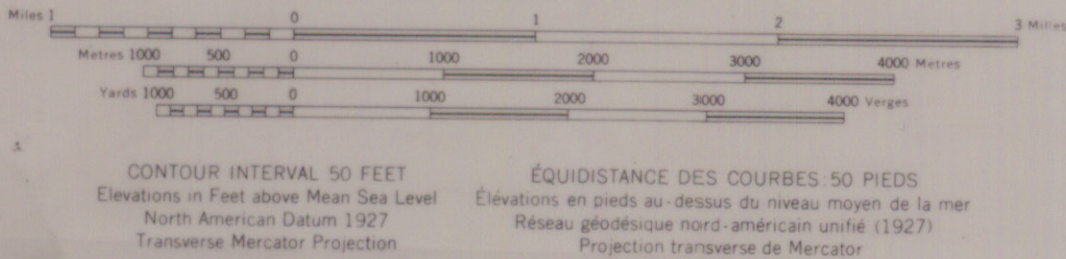 Miles 1 0 1 2 3 Milles
Metres 1000 500 0 1000 2000 3000 4000 Mètres
Yards 1000 500 0 1000 2000 3000 4000 Verges
CONTOUR INTERVAL 50 FEET
Elevations in Feet above Mean Sea Level
North American Datum 1927
Transverse Mercator Projection
ÉQUIDISTANCE DES COURBES: 50 PIEDS
Élévations en pieds au-dessus du niveau moyen de la mer
Réseau géodésique nord-américain unifié (1927)
Projection transverse de Mercator